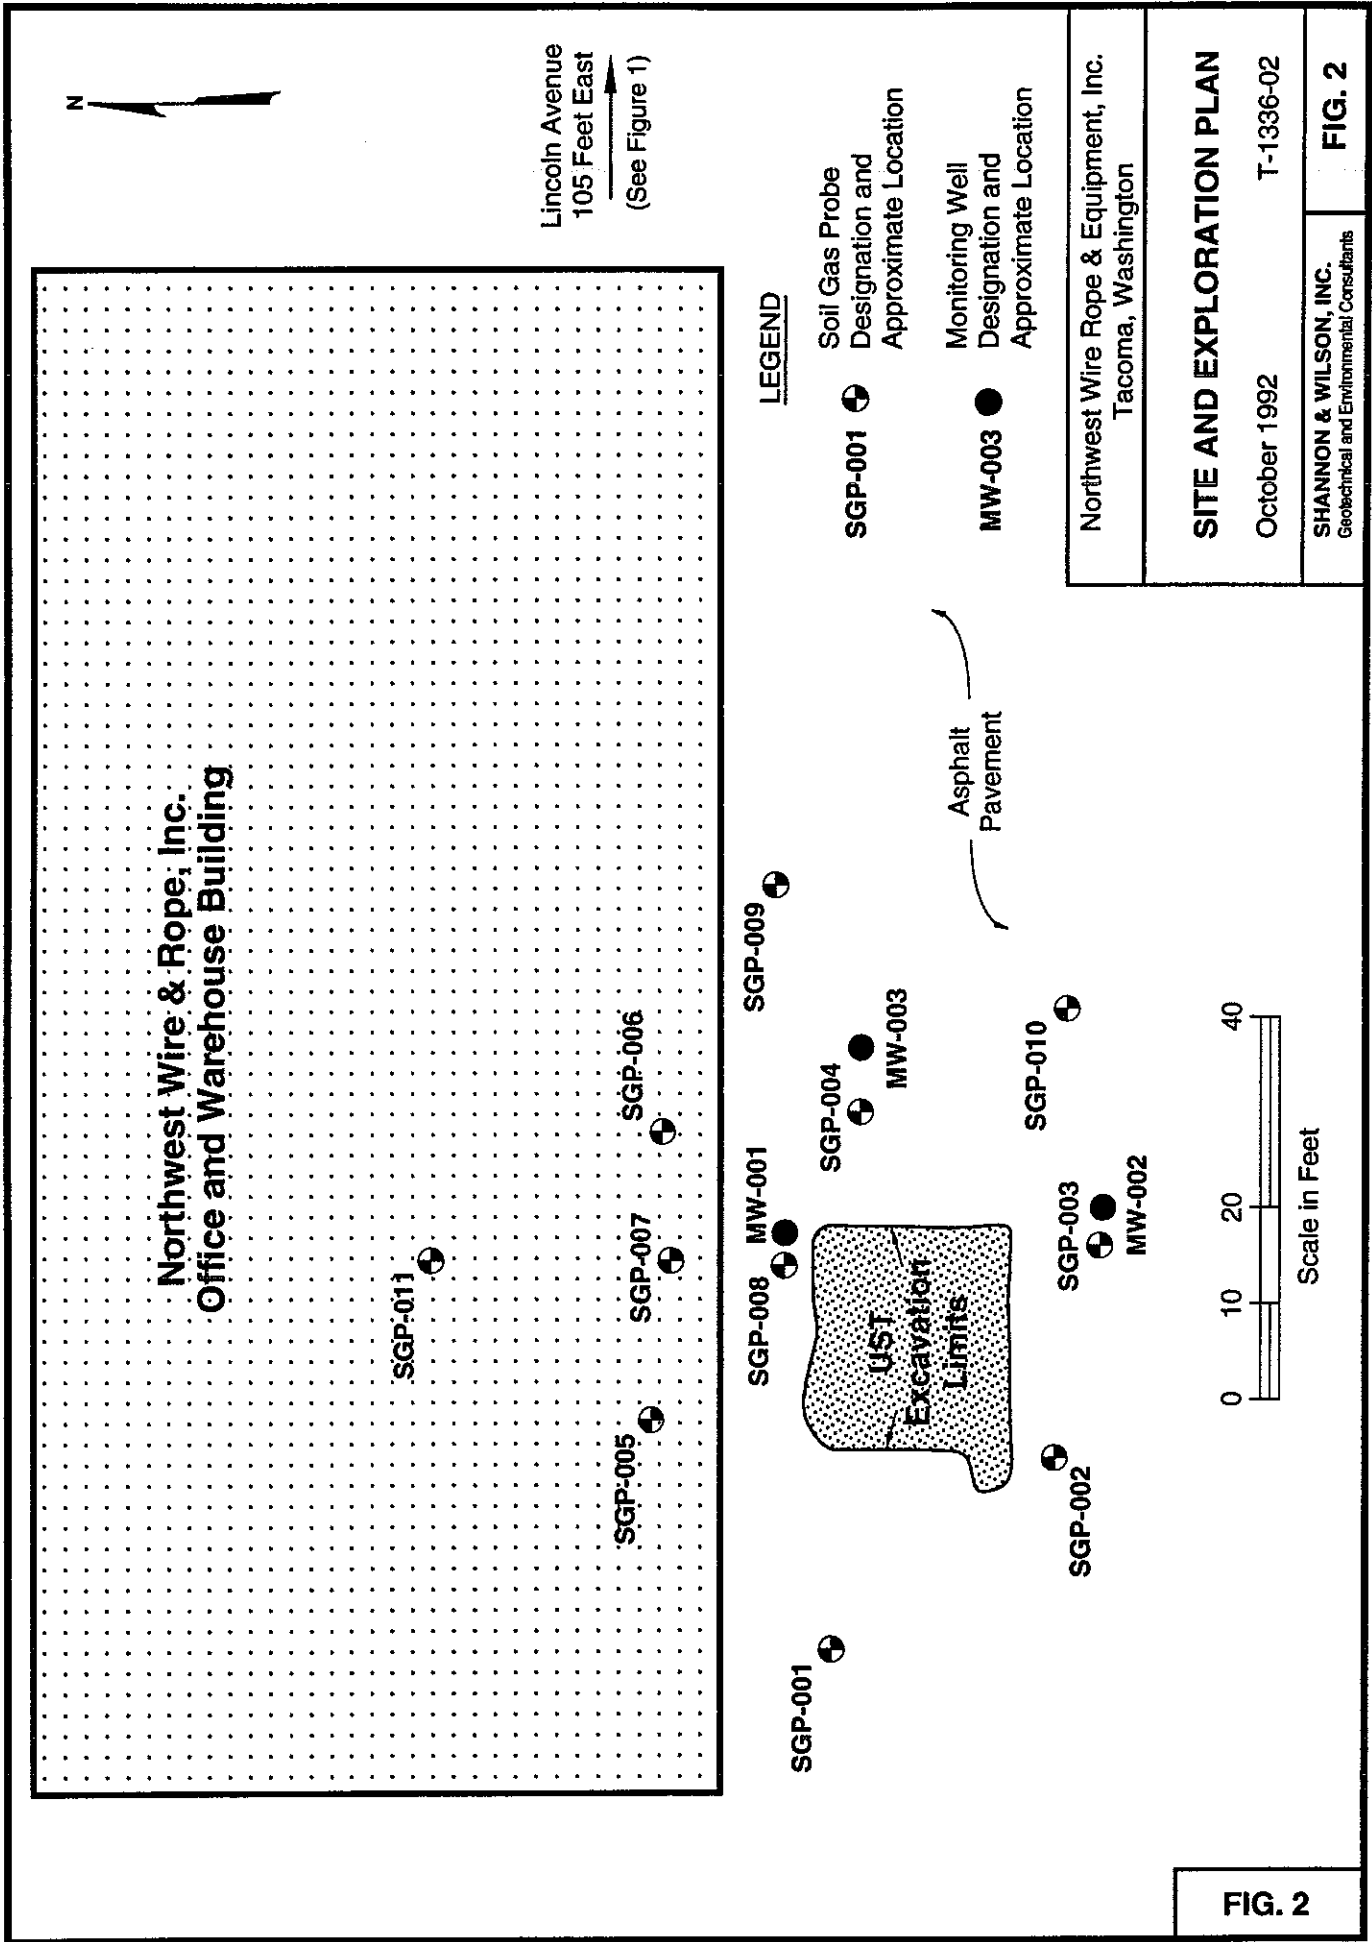 N
Northwest Wire & Rope, Inc.
Office and Warehouse Building
Lincoln Avenue
105 Feet East
(See Figure 1)
SGP-011
SGP-005
SGP-007
SGP-006
SGP-001
SGP-008
MW-001
SGP-009
UST
Excavation
Limits
SGP-004
MW-003
SGP-002
SGP-003
MW-002
SGP-010
Asphalt
Pavement
LEGEND
SGP-001
Soil Gas Probe
Designation and
Approximate Location
MW-003
Monitoring Well
Designation and
Approximate Location
0 10 20 40
Scale in Feet
Northwest Wire Rope & Equipment, Inc.
Tacoma, Washington
SITE AND EXPLORATION PLAN
October 1992 T-1336-02
SHANNON & WILSON, INC.
Geotechnical and Environmental Consultants
FIG. 2
FIG. 2